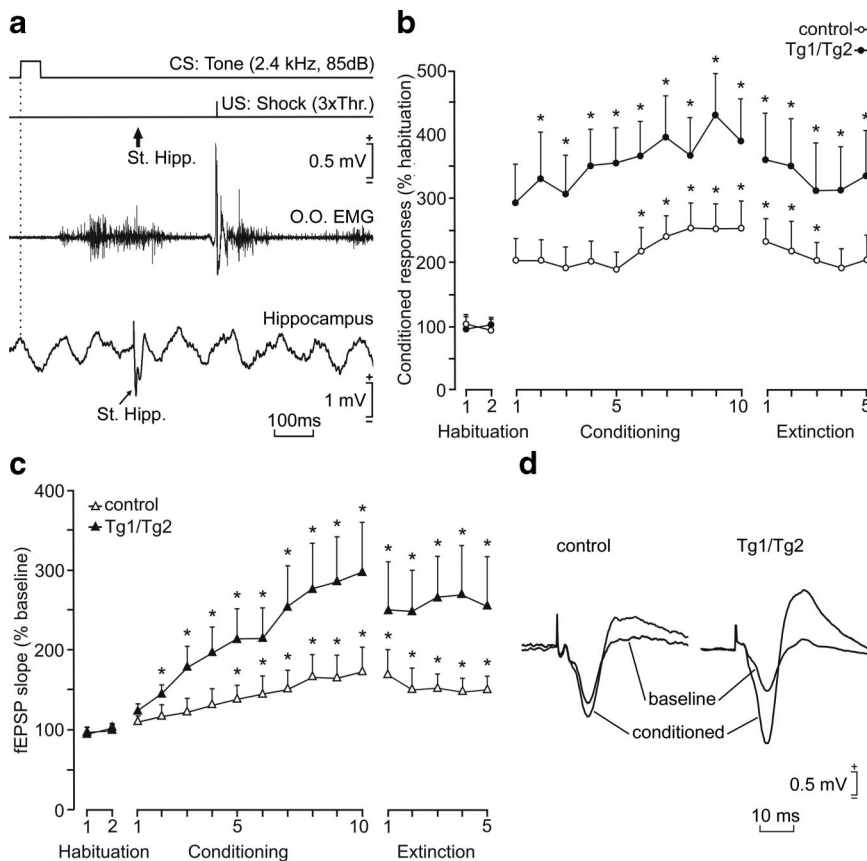 a
CS: Tone (2.4 kHz, 85dB)
US: Shock (3xThr.)
St. Hipp.
+
0.5 mV
–
O.O. EMG
Hippocampus
St. Hipp.
+
1 mV
–
100ms
b
control
Tg1/Tg2
Conditioned responses (% habituation)
500
400
300
200
100
0
* * * * * * * * * * * * * *
* * * * * * * *
1 2 1 5 10 1 5
Habituation Conditioning Extinction
c
control
Tg1/Tg2
fEPSP slope (% baseline)
400
300
200
100
0
* * * * * * * * * * * * * *
* * * * * * * * * * *
1 2 1 5 10 1 5
Habituation Conditioning Extinction
d
control Tg1/Tg2
baseline
conditioned
+
0.5 mV
–
10 ms